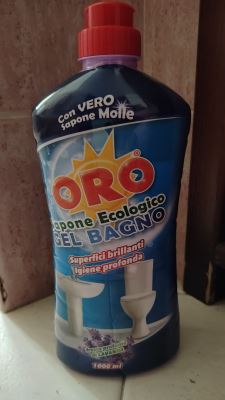 Con VERO
Sapone Molle
ORO®
Sapone Ecologico
GEL BAGNO
Superfici brillanti
Igiene profonda
1000 ml